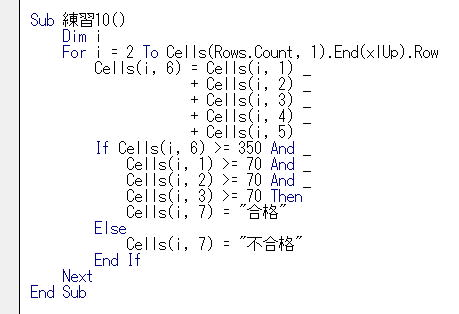 Sub 練習10()
    Dim i
    For i = 2 To Cells(Rows.Count, 1).End(xlUp).Row
        Cells(i, 6) = Cells(i, 1) _
                    + Cells(i, 2) _
                    + Cells(i, 3) _
                    + Cells(i, 4) _
                    + Cells(i, 5)
        If Cells(i, 6) >= 350 And _
            Cells(i, 1) >= 70 And _
            Cells(i, 2) >= 70 And _
            Cells(i, 3) >= 70 Then
            Cells(i, 7) = "合格"
        Else
            Cells(i, 7) = "不合格"
        End If
    Next
End Sub